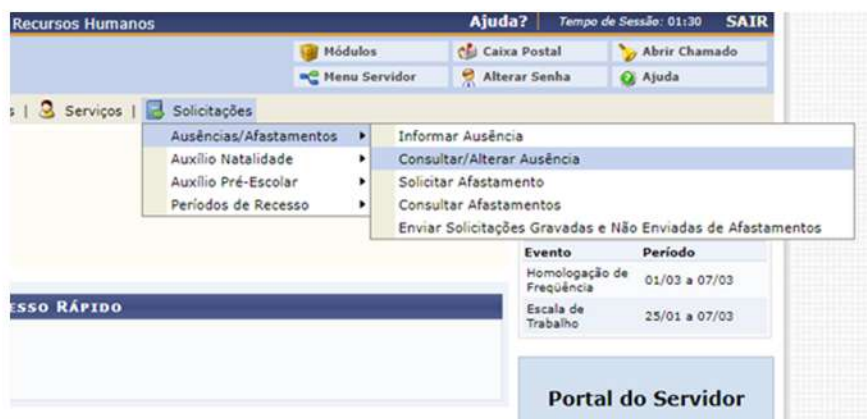 Recursos Humanos Ajuda? Tempo de Sessão: 01:30 SAIR
Módulos Caixa Postal Abrir Chamado
Menu Servidor Alterar Senha Ajuda
s | Serviços | Solicitações
Ausências/Afastamentos
Auxílio Natalidade
Auxílio Pré-Escolar
Períodos de Recesso
Informar Ausência
Consultar/Alterar Ausência
Solicitar Afastamento
Consultar Afastamentos
Enviar Solicitações Gravadas e Não Enviadas de Afastamentos
Evento Período
Homologação de
Freqüência
01/03 a 07/03
Escala de
Trabalho
25/01 a 07/03
ESSO RÁPIDO
Portal do Servidor